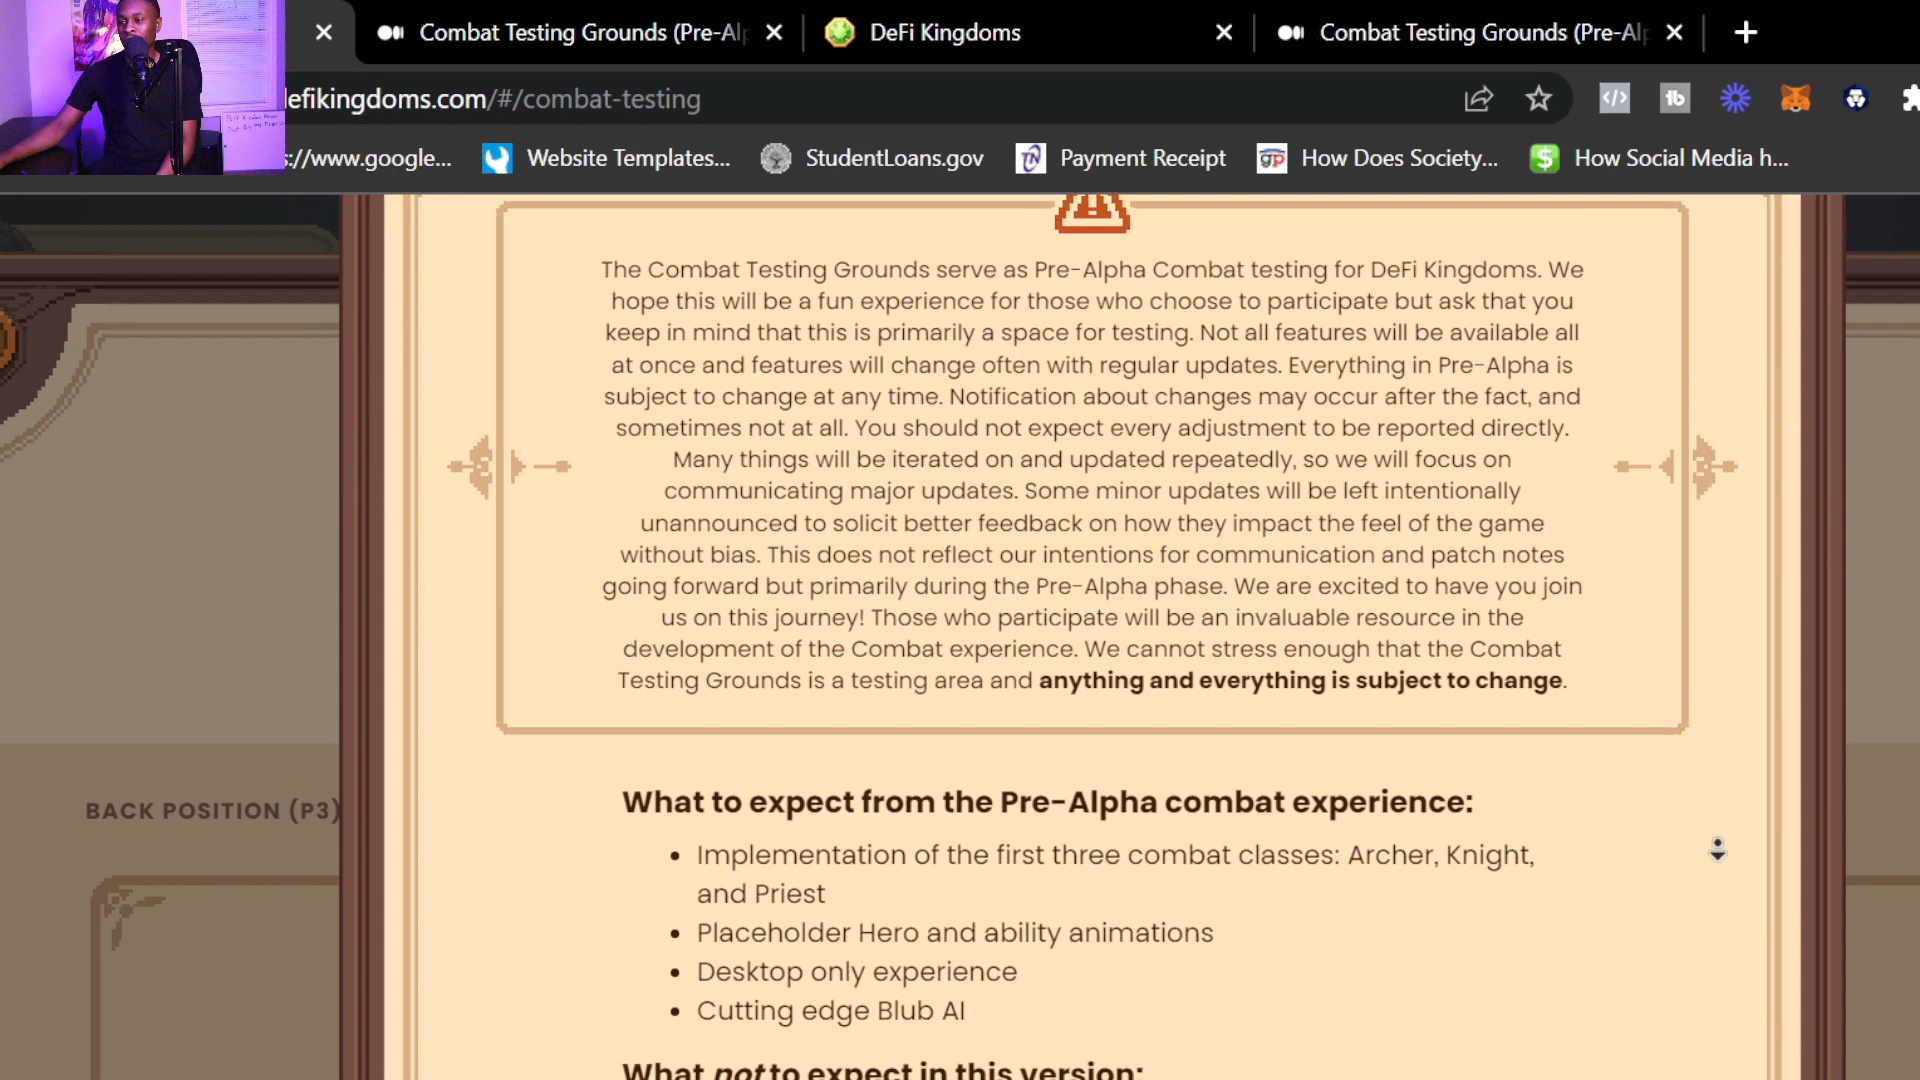 Combat Testing Grounds (Pre-Al
DeFi Kingdoms
Combat Testing Grounds (Pre-Al
efikingdoms.com/#/combat-testing
s://www.google...
Website Templates...
StudentLoans.gov
Payment Receipt
How Does Society...
How Social Media h...
The Combat Testing Grounds serve as Pre-Alpha Combat testing for DeFi Kingdoms. We
hope this will be a fun experience for those who choose to participate but ask that you
keep in mind that this is primarily a space for testing. Not all features will be available all
at once and features will change often with regular updates. Everything in Pre-Alpha is
subject to change at any time. Notification about changes may occur after the fact, and
sometimes not at all. You should not expect every adjustment to be reported directly.
Many things will be iterated on and updated repeatedly, so we will focus on
communicating major updates. Some minor updates will be left intentionally
unannounced to solicit better feedback on how they impact the feel of the game
without bias. This does not reflect our intentions for communication and patch notes
going forward but primarily during the Pre-Alpha phase. We are excited to have you join
us on this journey! Those who participate will be an invaluable resource in the
development of the Combat experience. We cannot stress enough that the Combat
Testing Grounds is a testing area and anything and everything is subject to change.
What to expect from the Pre-Alpha combat experience:
• Implementation of the first three combat classes: Archer, Knight,
and Priest
• Placeholder Hero and ability animations
• Desktop only experience
• Cutting edge Blub AI
What not to expect in this version:
BACK POSITION (P3)